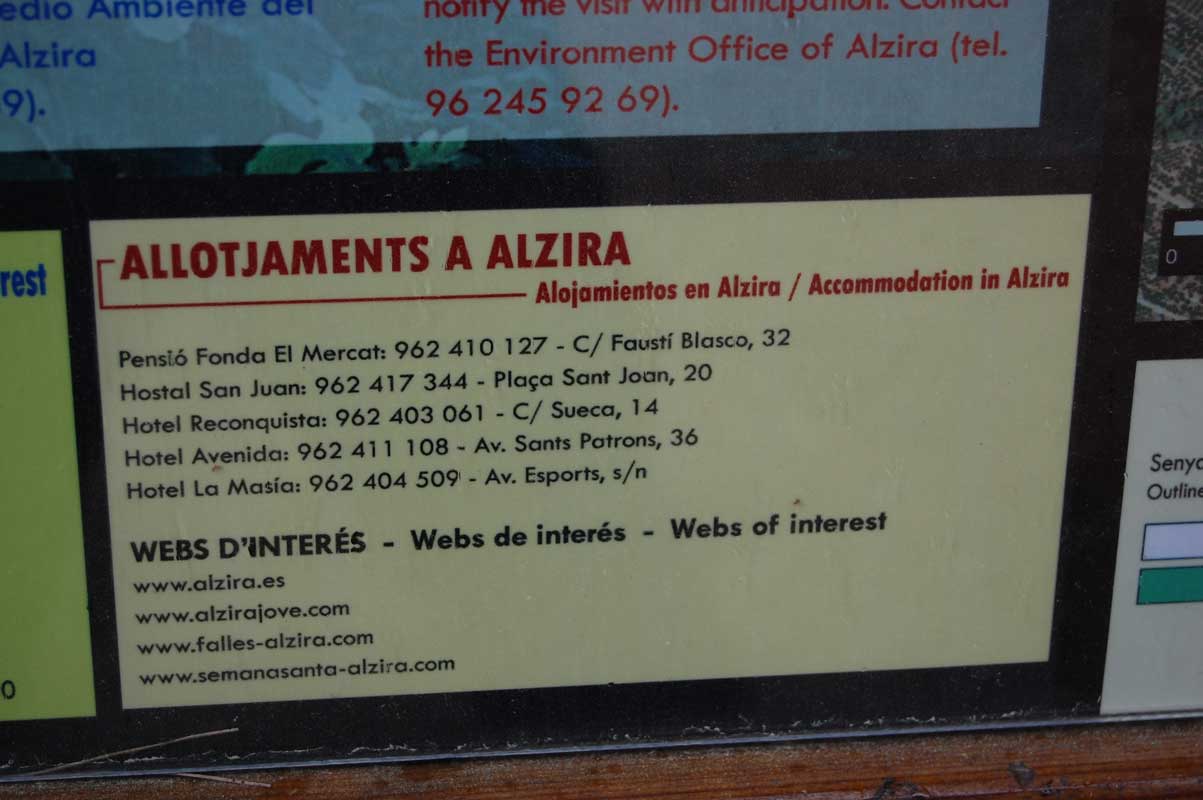 edio Ambiente del
Alzira
9).
notify the visit with anticipation. Contact
the Environment Office of Alzira (tel.
96 245 92 69).
rest
0
ALLOTJAMENTS A ALZIRA
Alojamientos en Alzira / Accommodation in Alzira
Pensió Fonda El Mercat: 962 410 127 - C/ Faustí Blasco, 32
Hostal San Juan: 962 417 344 - Plaça Sant Joan, 20
Hotel Reconquista: 962 403 061 - C/ Sueca, 14
Hotel Avenida: 962 411 108 - Av. Sants Patrons, 36
Hotel La Masía: 962 404 509 - Av. Esports, s/n
WEBS D'INTERÉS - Webs de interés - Webs of interest
www.alzira.es
www.alzirajove.com
www.falles-alzira.com
www.semanasanta-alzira.com
0
Senyo
Outline